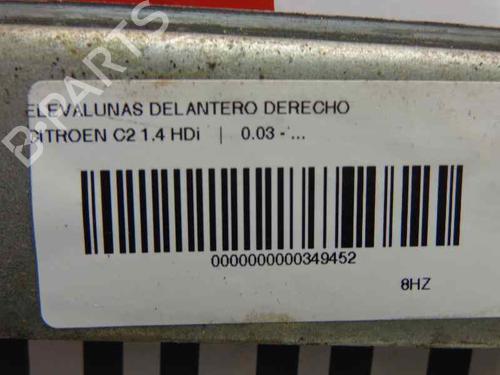 ELEVALUNAS DELANTERO DERECHO
CITROEN C2 1.4 HDi | 0.03 - ...
0000000000349452
8HZ
BPARTS